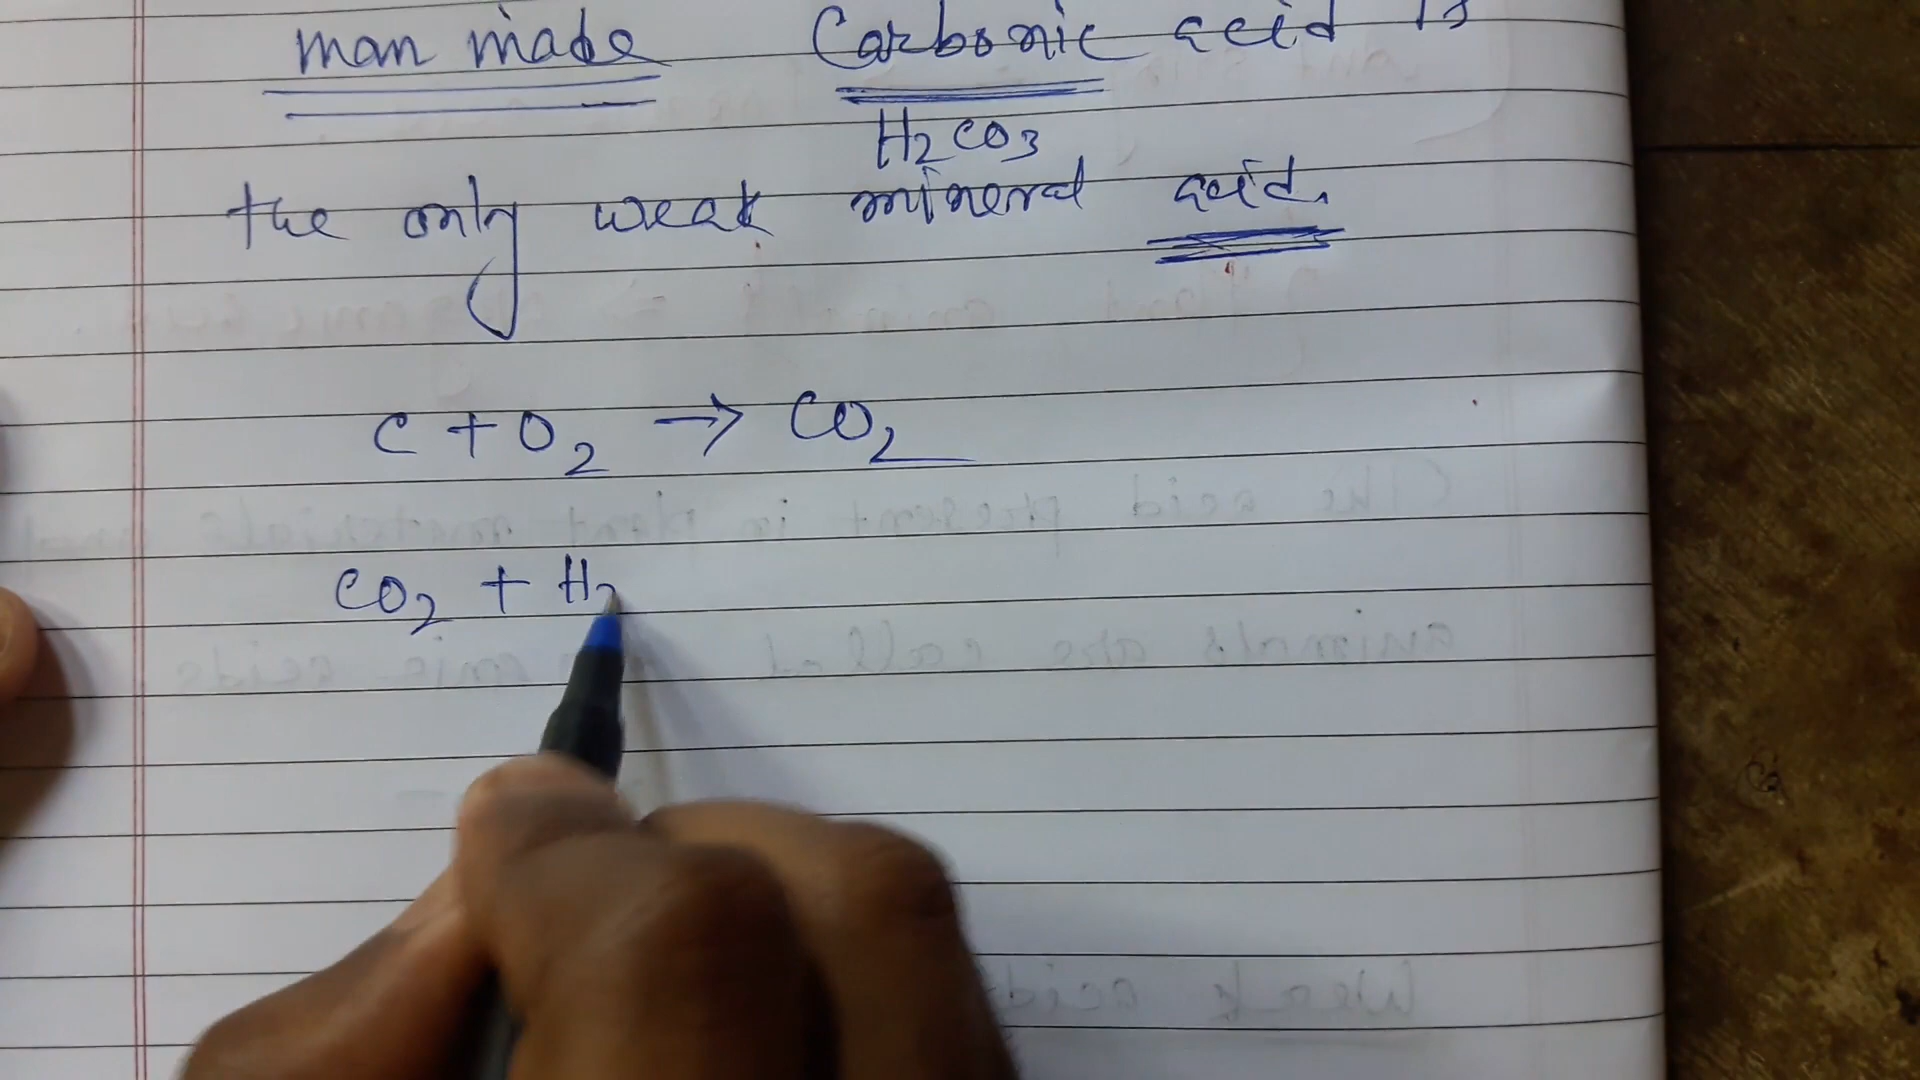 man made Carbonic acid is
H2CO3
the only weak mineral acid.
C + O2 → CO2
CO2 + H2